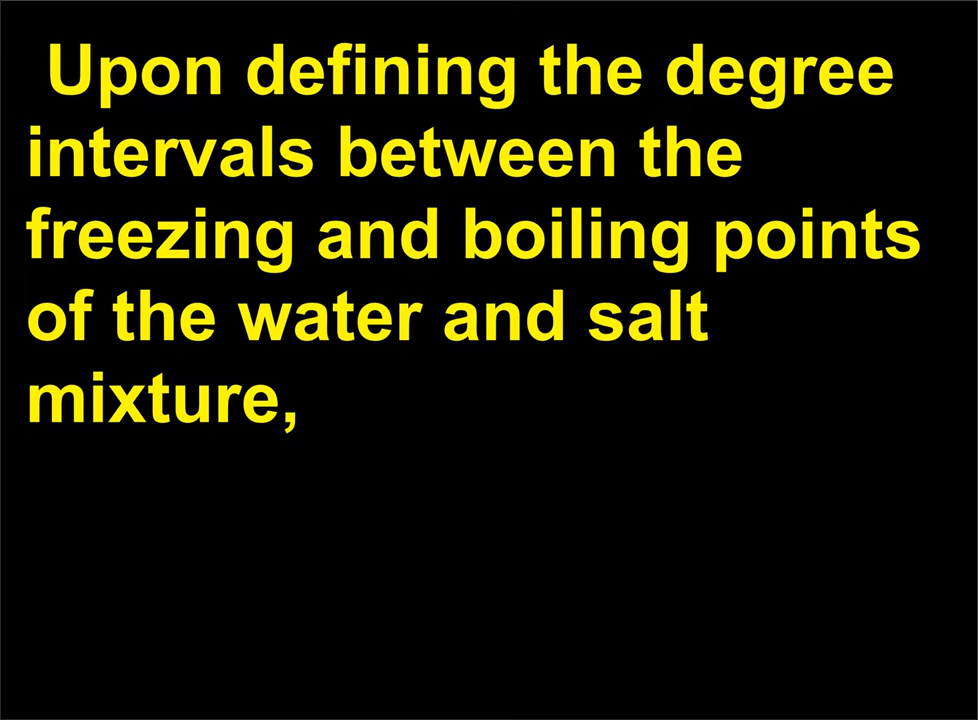 Upon defining the degree
intervals between the
freezing and boiling points
of the water and salt
mixture,